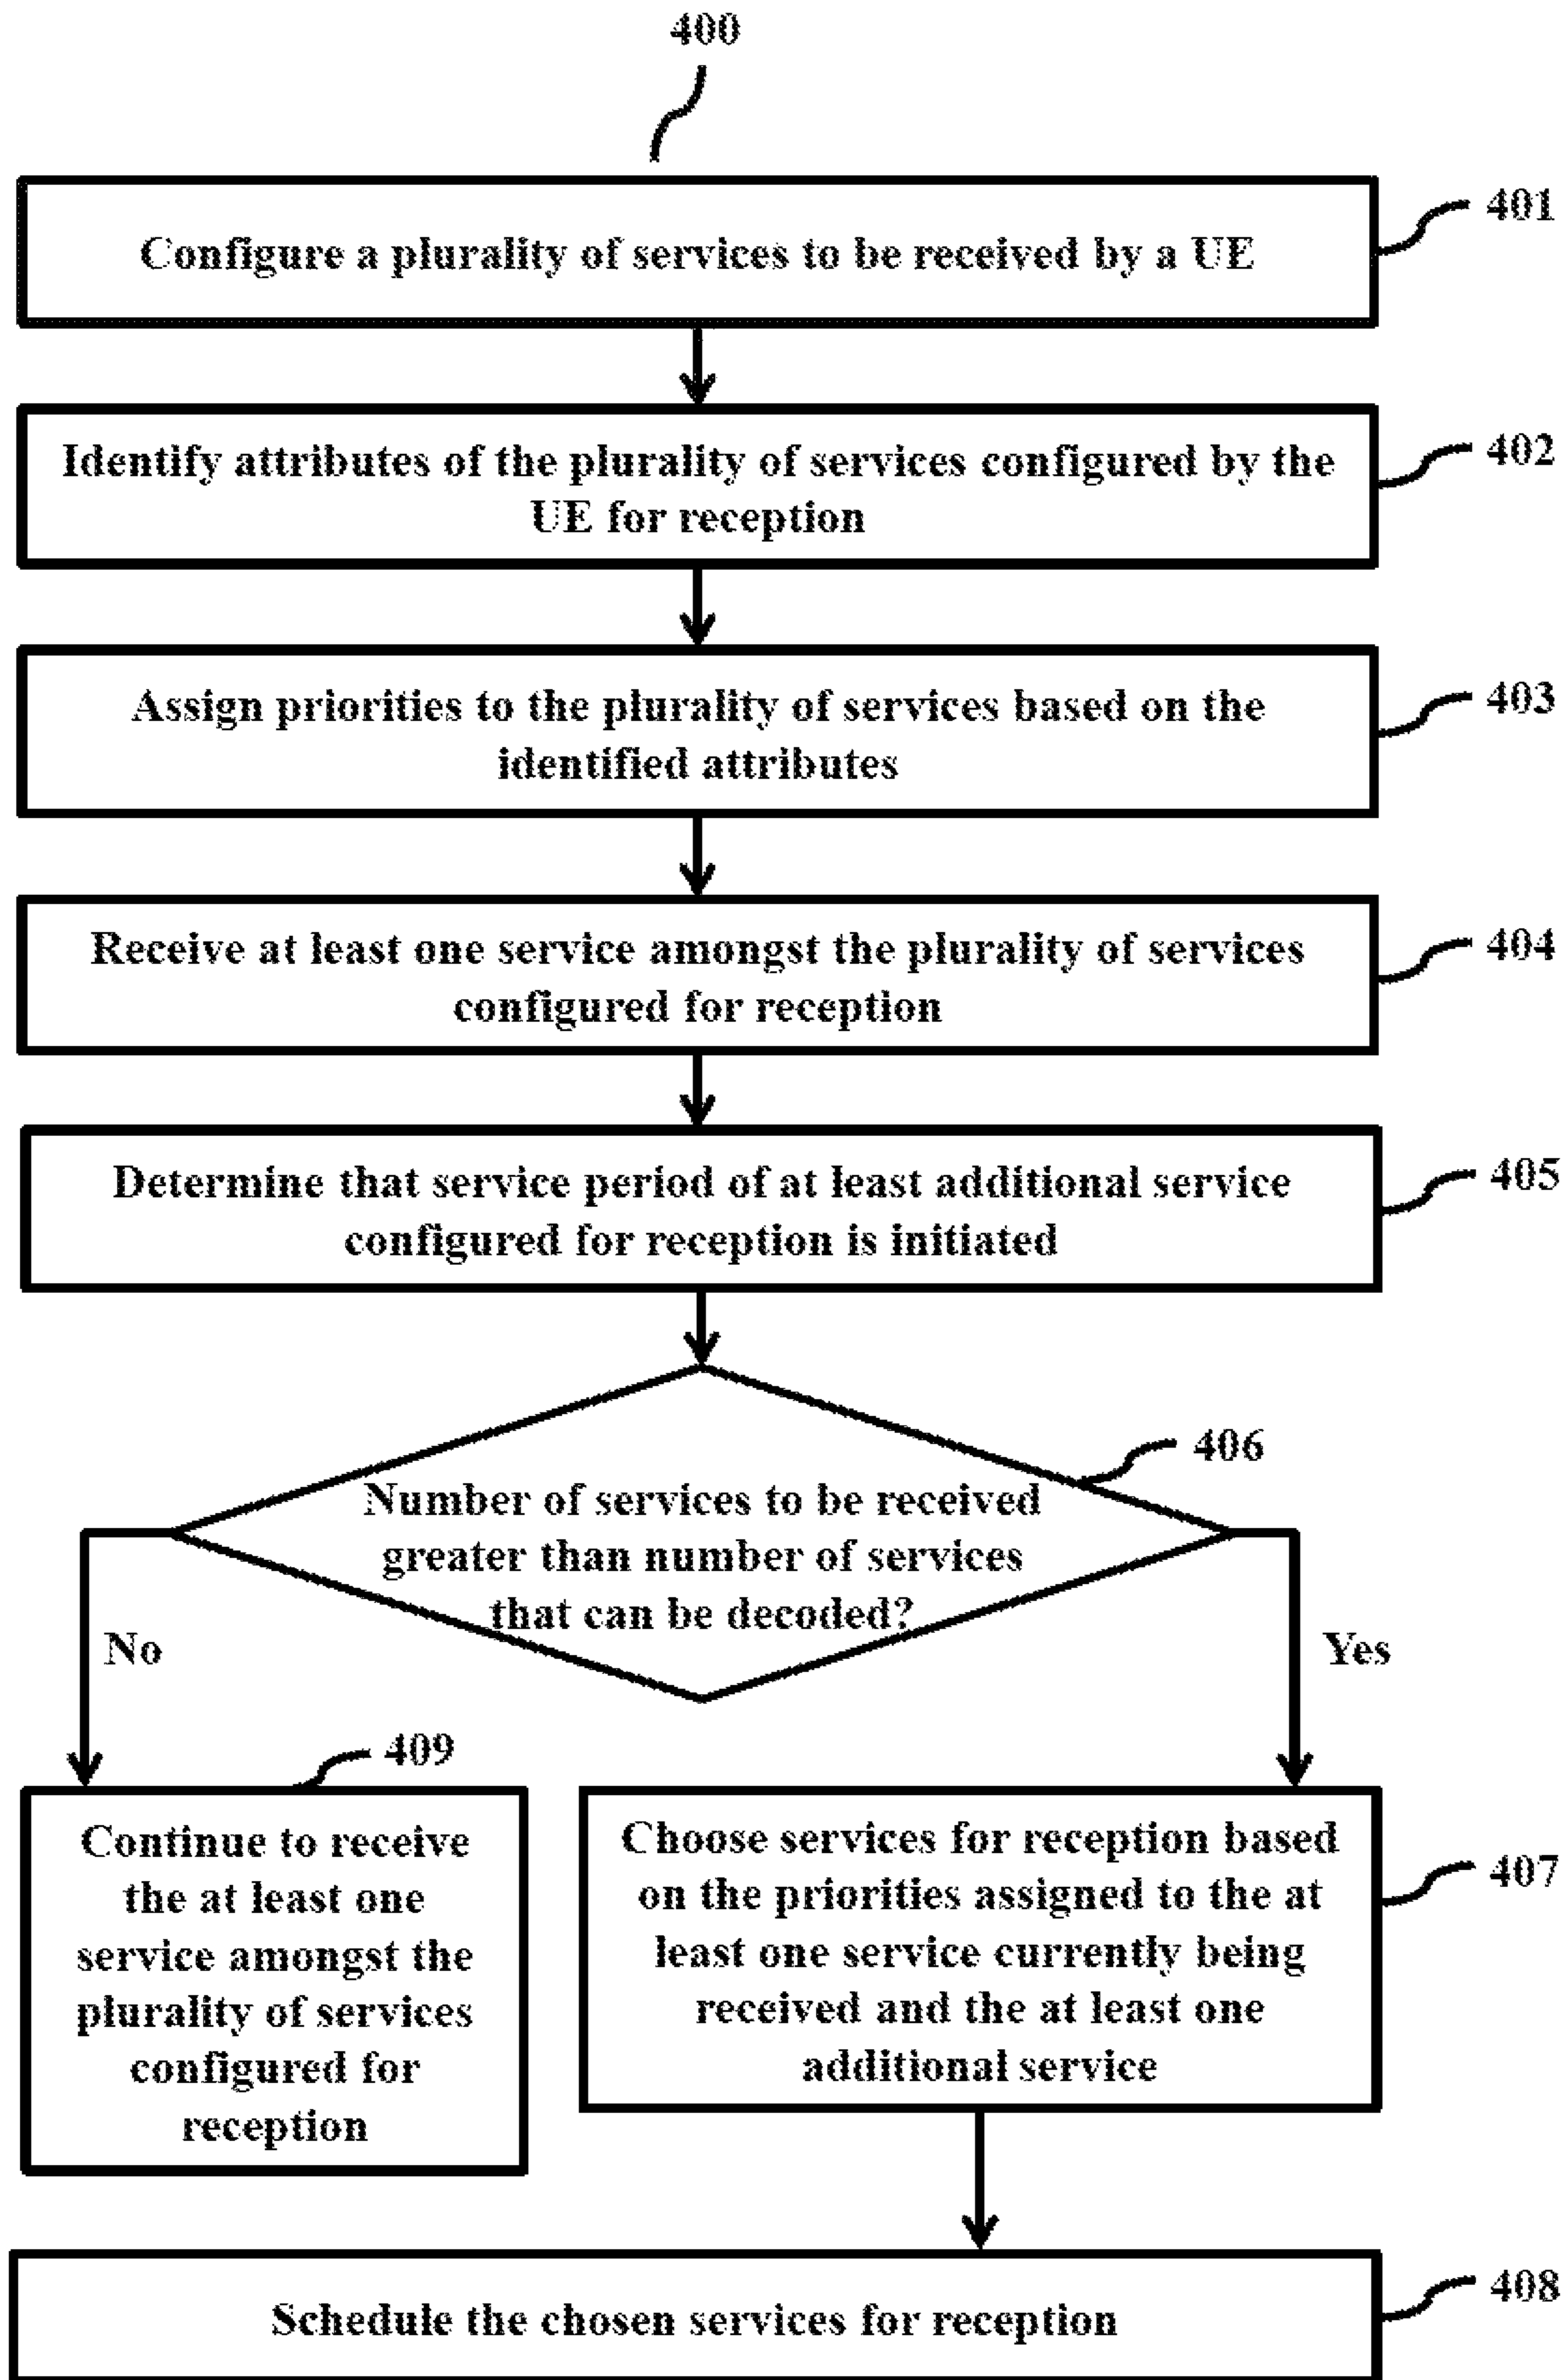 400
Configure a plurality of services to be received by a UE
401
Identify attributes of the plurality of services configured by the
UE for reception
402
Assign priorities to the plurality of services based on the
identified attributes
403
Receive at least one service amongst the plurality of services
configured for reception
404
Determine that service period of at least additional service
configured for reception is initiated
405
406
Number of services to be received
greater than number of services
that can be decoded?
No
Yes
409
Continue to receive
the at least one
service amongst the
plurality of services
configured for
reception
Choose services for reception based
on the priorities assigned to the at
least one service currently being
received and the at least one
additional service
407
Schedule the chosen services for reception
408